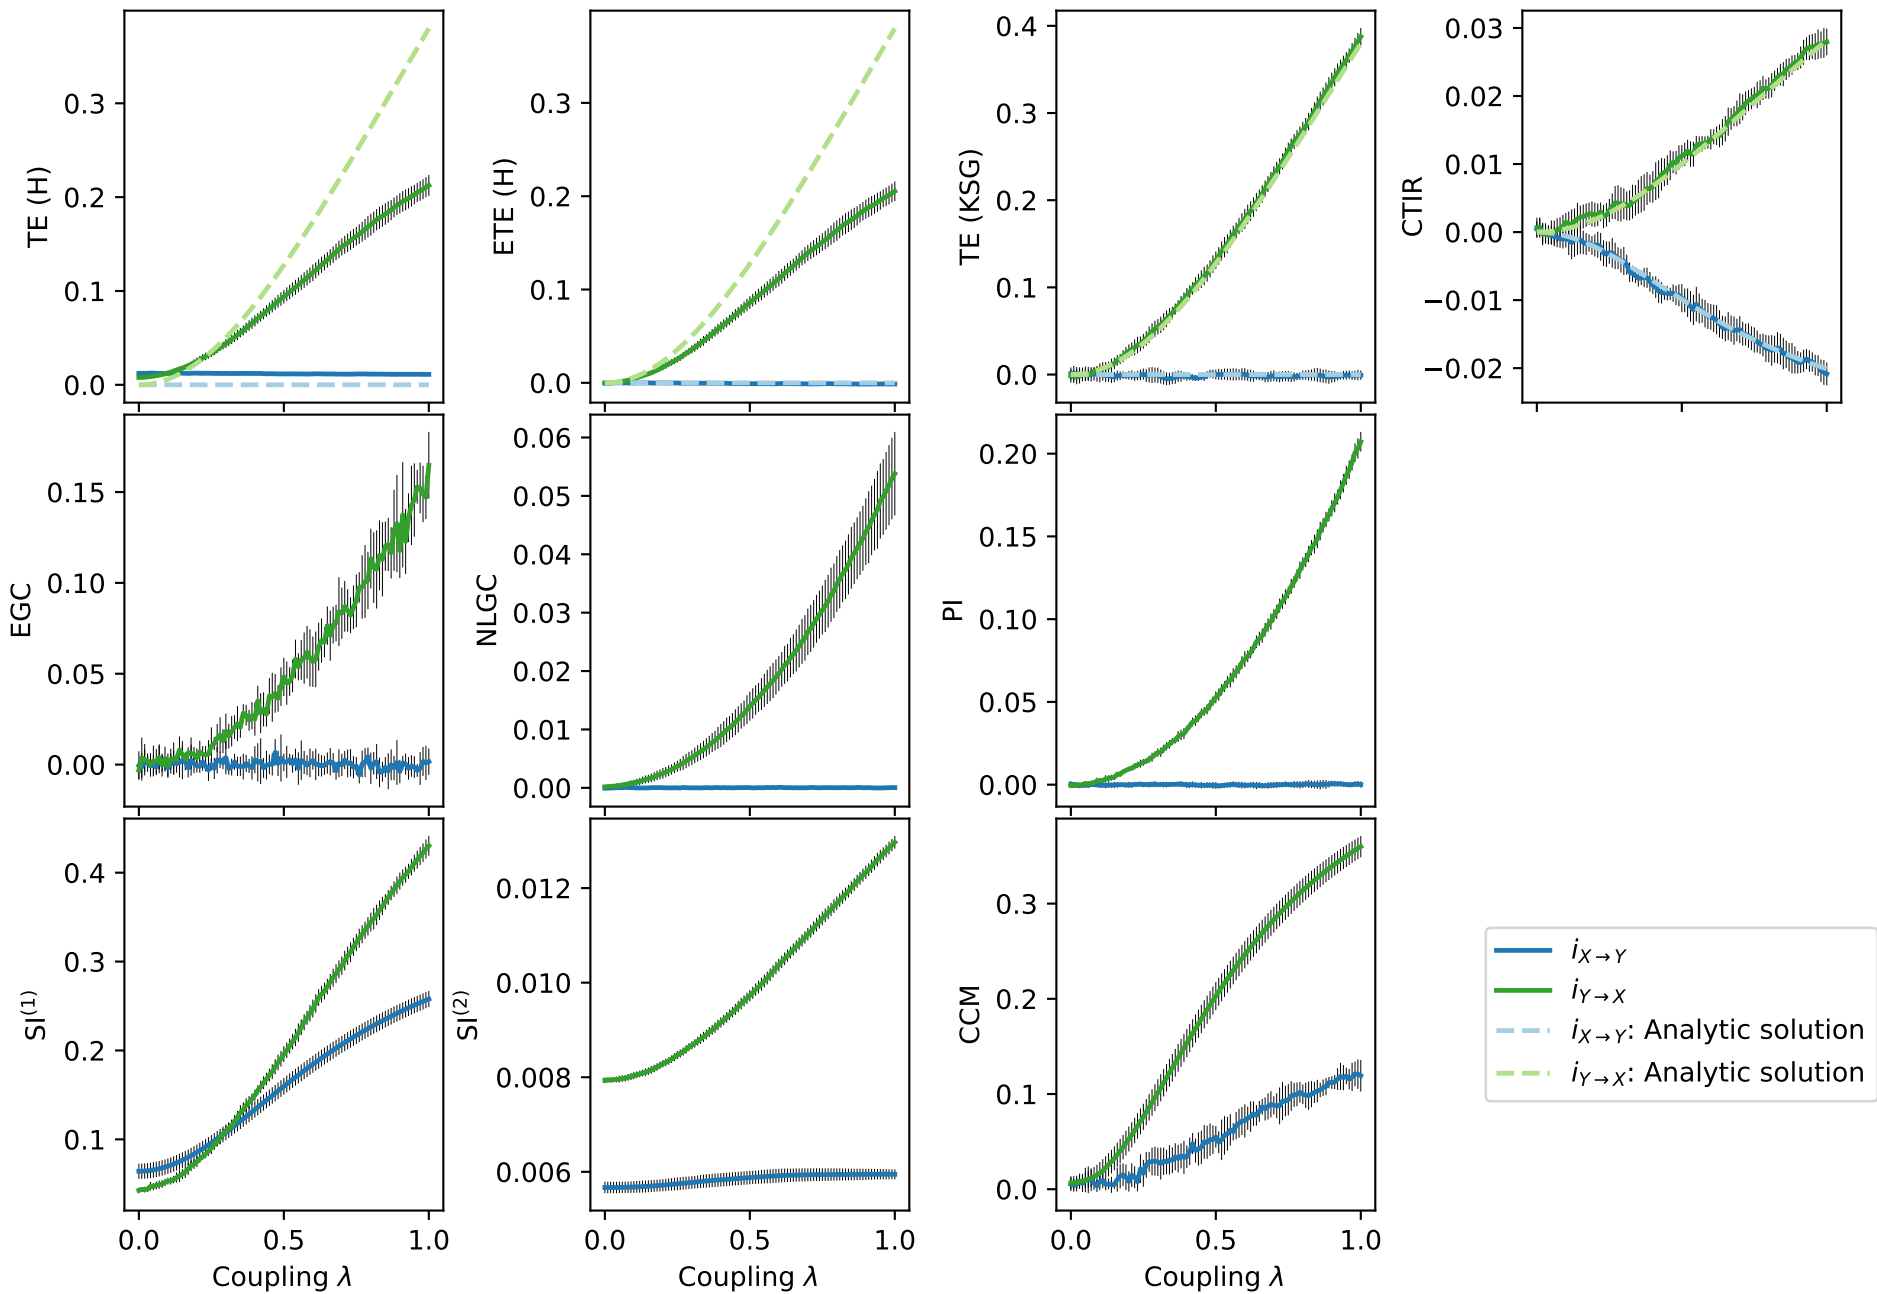 TE (H)
0.3
0.2
0.1
0.0
ETE (H)
0.3
0.2
0.1
0.0
TE (KSG)
0.4
0.3
0.2
0.1
0.0
CTIR
0.03
0.02
0.01
0.00
−0.01
−0.02
EGC
0.15
0.10
0.05
0.00
NLGC
0.06
0.05
0.04
0.03
0.02
0.01
0.00
PI
0.20
0.15
0.10
0.05
0.00
SI⁽¹⁾
0.4
0.3
0.2
0.1
0.0 0.5 1.0
Coupling λ
SI⁽²⁾
0.012
0.010
0.008
0.006
0.0 0.5 1.0
Coupling λ
CCM
0.3
0.2
0.1
0.0
0.0 0.5 1.0
Coupling λ
i X→Y
i Y→X
i X→Y: Analytic solution
i Y→X: Analytic solution